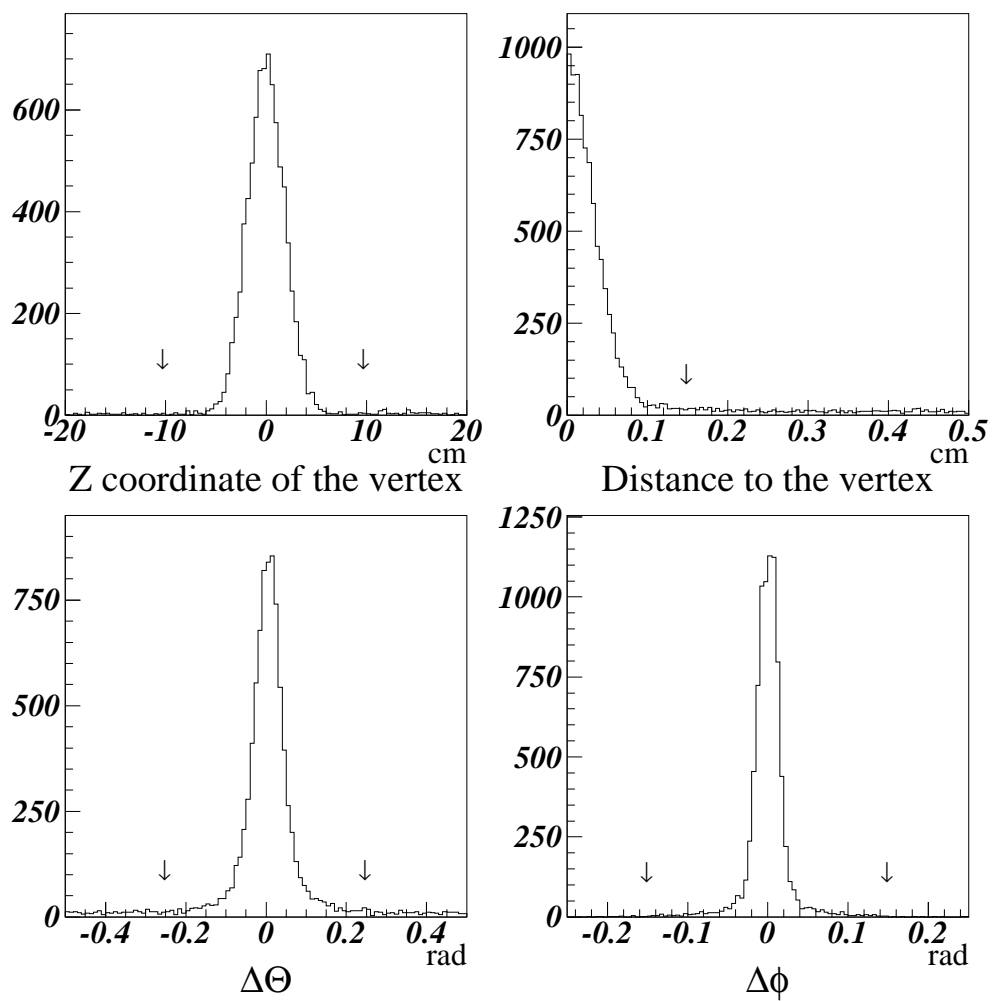 600
400
200
0
-20 -10 0 10 20
cm
Z coordinate of the vertex
1000
750
500
250
0
0 0.1 0.2 0.3 0.4 0.5
cm
Distance to the vertex
750
500
250
0
-0.4 -0.2 0 0.2 0.4
rad
ΔΘ
1250
1000
750
500
250
0
-0.2 -0.1 0 0.1 0.2
rad
Δϕ